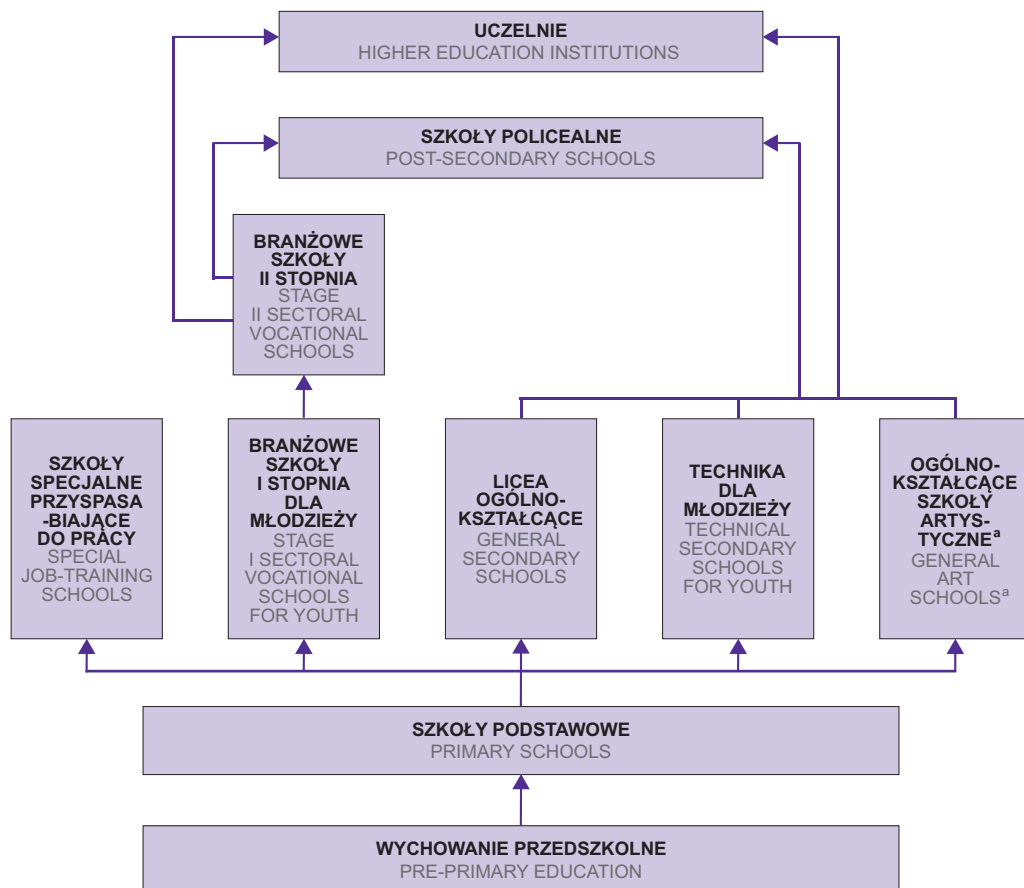 UCZELNIE
HIGHER EDUCATION INSTITUTIONS
SZKOŁY POLICEALNE
POST-SECONDARY SCHOOLS
BRANŻOWE
SZKOŁY
II STOPNIA
STAGE
II SECTORAL
VOCATIONAL
SCHOOLS
SZKOŁY
SPECJALNE
PRZYSPASA
-BIAJĄCE
DO PRACY
SPECIAL
JOB-TRAINING
SCHOOLS
BRANŻOWE
SZKOŁY
I STOPNIA
DLA
MŁODZIEŻY
STAGE
I SECTORAL
VOCATIONAL
SCHOOLS
FOR YOUTH
LICEA
OGÓLNO-
KSZTAŁCĄCE
GENERAL
SECONDARY
SCHOOLS
TECHNIKA
DLA
MŁODZIEŻY
TECHNICAL
SECONDARY
SCHOOLS
FOR YOUTH
OGÓLNO-
KSZTAŁCĄCE
SZKOŁY
ARTYS-
TYCZNEª
GENERAL
ART
SCHOOLSª
SZKOŁY PODSTAWOWE
PRIMARY SCHOOLS
WYCHOWANIE PRZEDSZKOLNE
PRE-PRIMARY EDUCATION